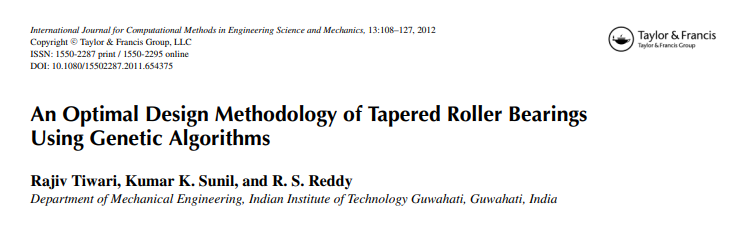 International Journal for Computational Methods in Engineering Science and Mechanics, 13:108–127, 2012
Copyright © Taylor & Francis Group, LLC
ISSN: 1550-2287 print / 1550-2295 online
DOI: 10.1080/15502287.2011.654375
Taylor & Francis
Taylor & Francis Group
An Optimal Design Methodology of Tapered Roller Bearings
Using Genetic Algorithms
Rajiv Tiwari, Kumar K. Sunil, and R. S. Reddy
Department of Mechanical Engineering, Indian Institute of Technology Guwahati, Guwahati, India